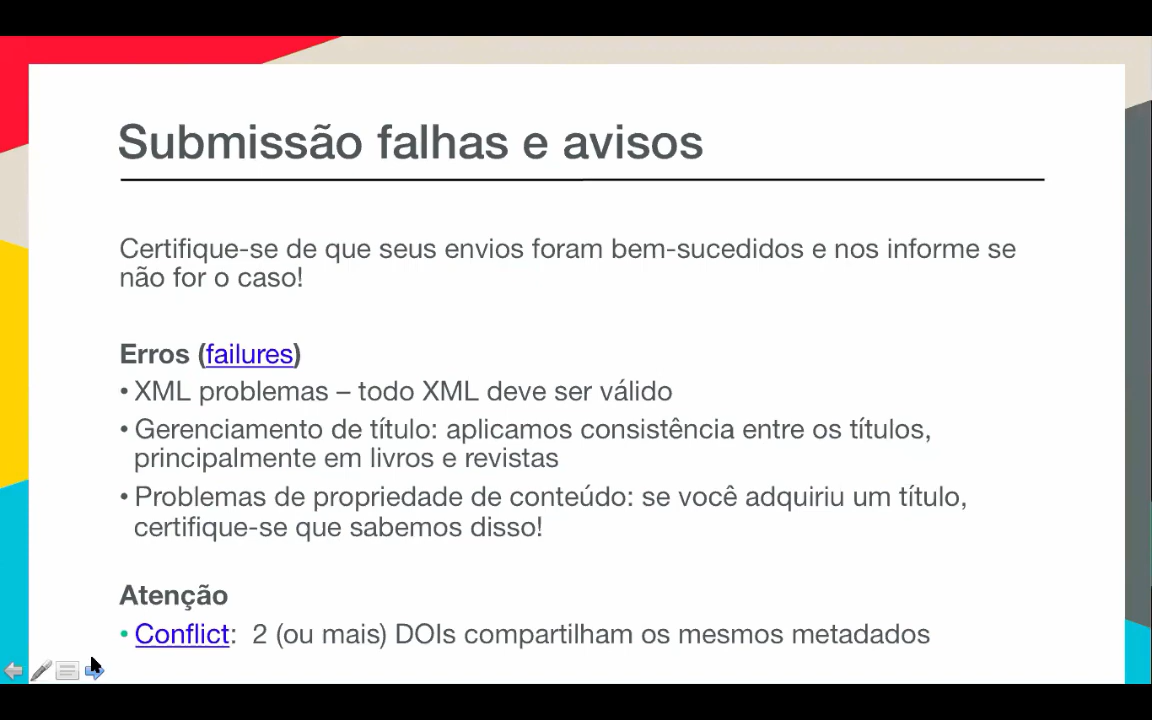 Submissão falhas e avisos
Certifique-se de que seus envios foram bem-sucedidos e nos informe se
não for o caso!
Erros (failures)
• XML problemas – todo XML deve ser válido
• Gerenciamento de título: aplicamos consistência entre os títulos,
principalmente em livros e revistas
• Problemas de propriedade de conteúdo: se você adquiriu um título,
certifique-se que sabemos disso!
Atenção
• Conflict:  2 (ou mais) DOIs compartilham os mesmos metadados